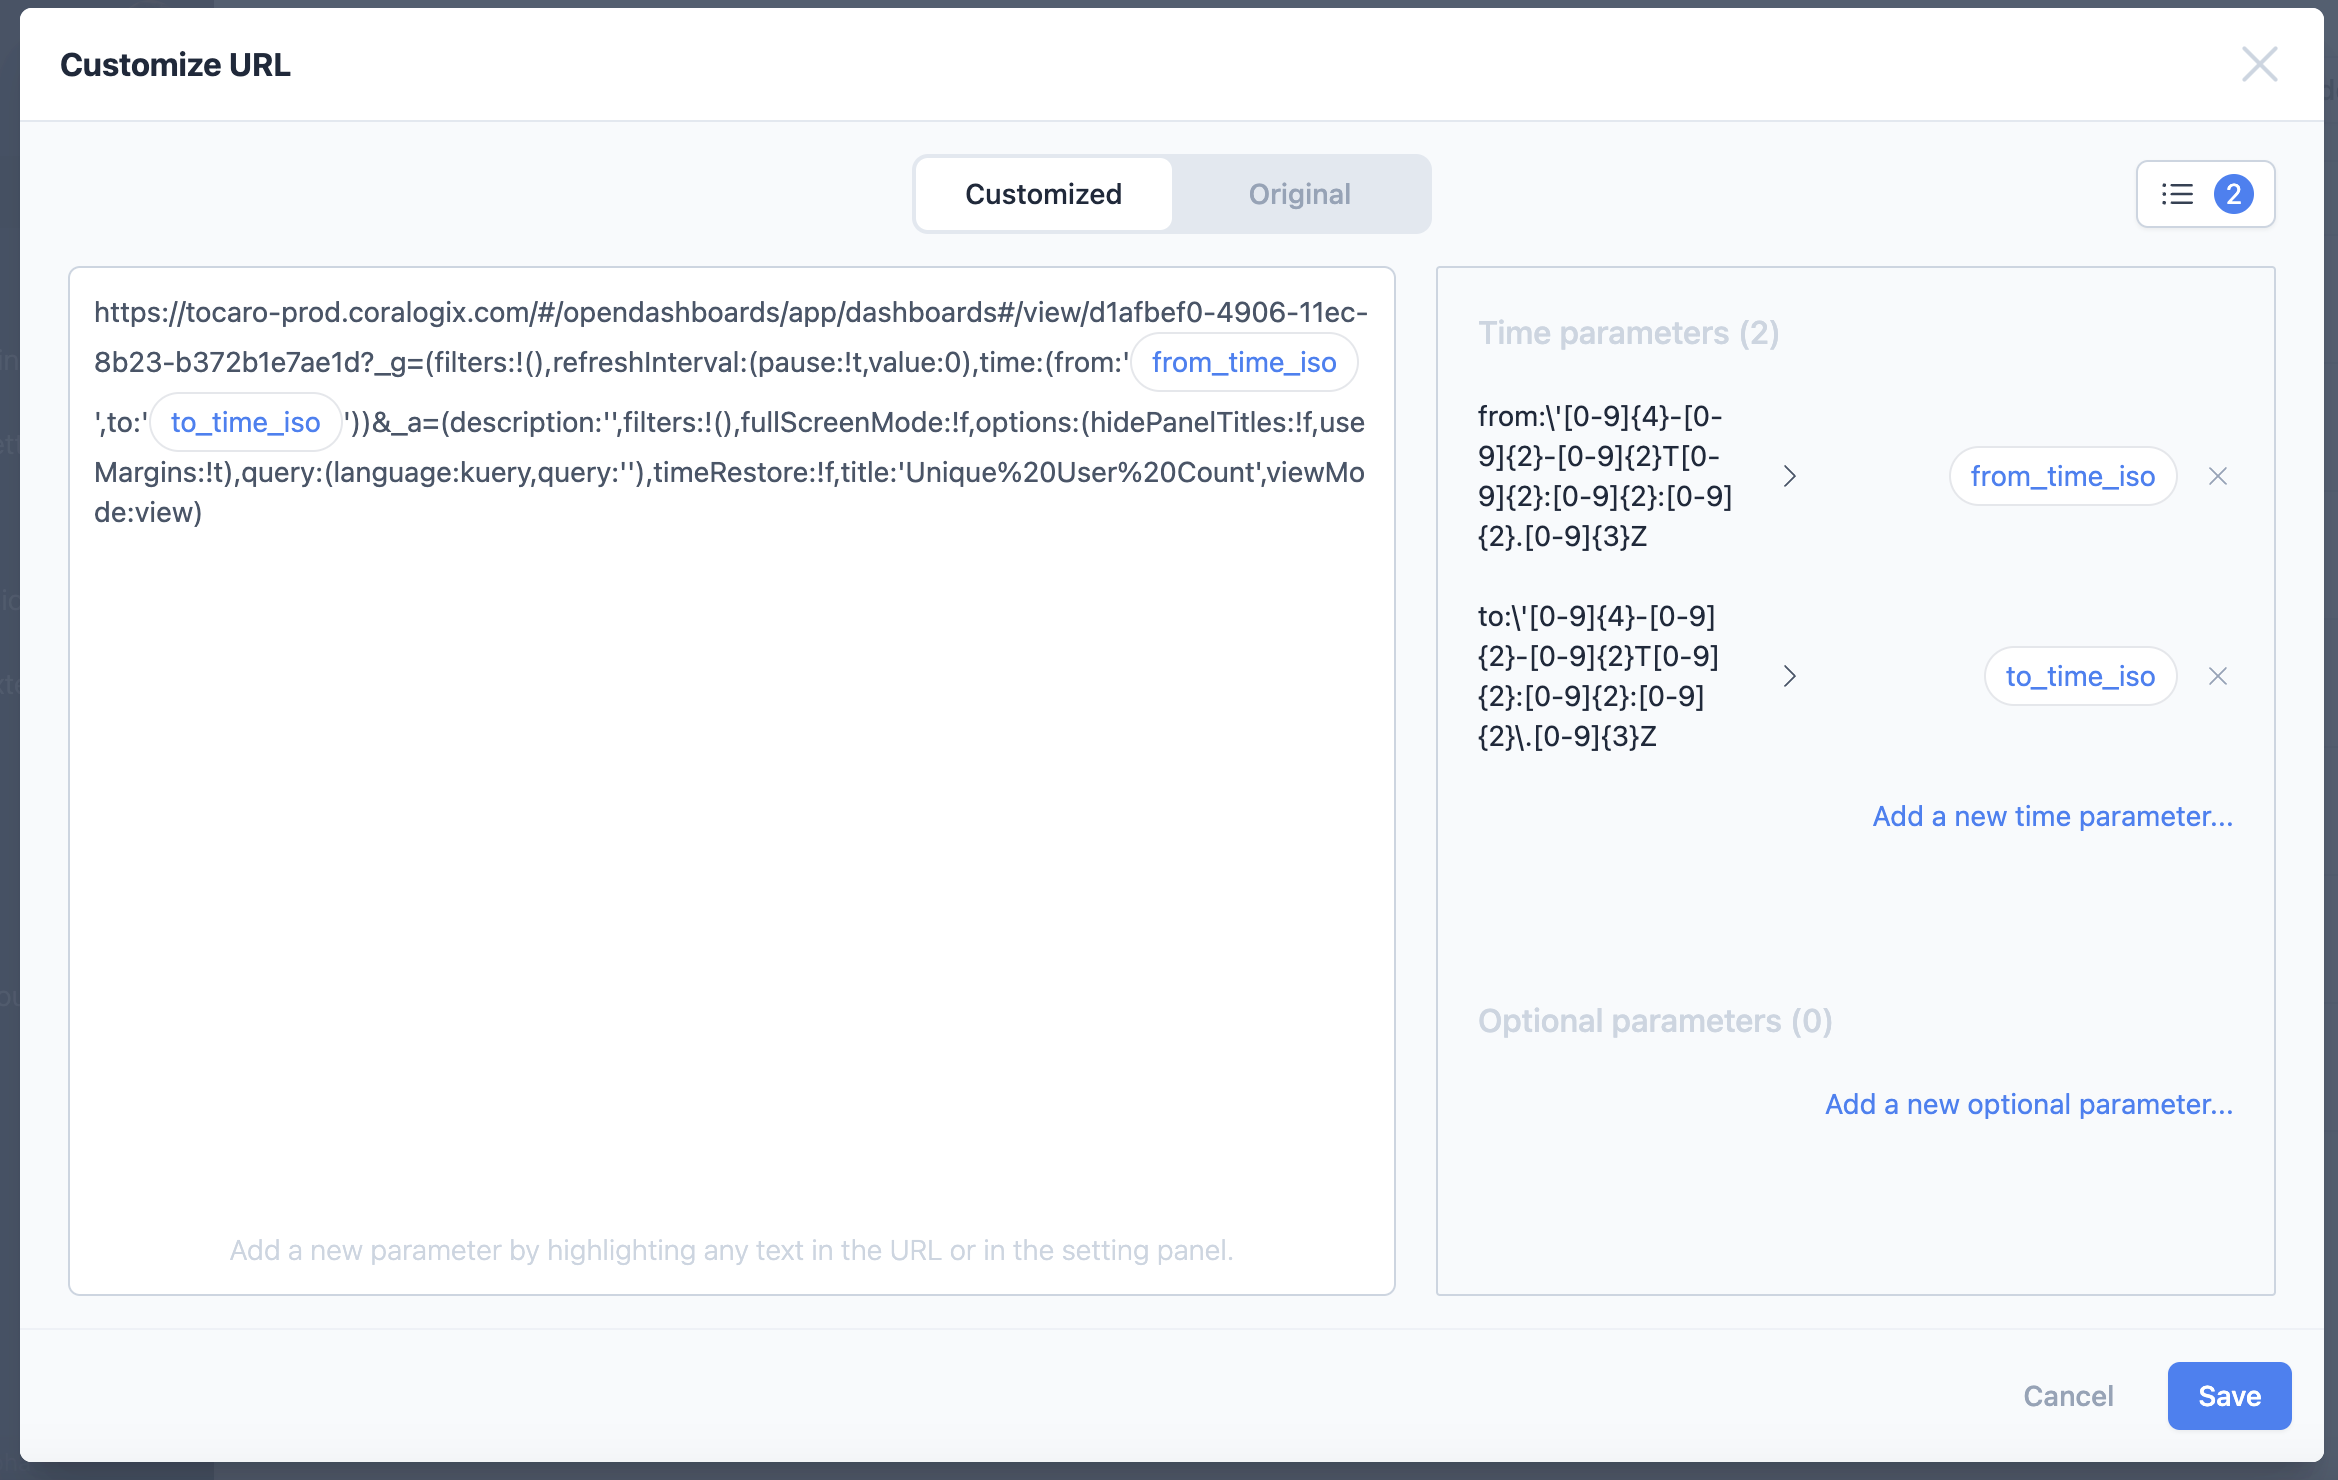 Customize URL
Customized
Original
2
https://tocaro-prod.coralogix.com/#/opendashboards/app/dashboards#/view/d1afbef0-4906-11ec-
8b23-b372b1e7ae1d?_g=(filters:!(),refreshInterval:(pause:!t,value:0),time:(from:' from_time_iso
',to:' to_time_iso '))&_a=(description:'',filters:!(),fullScreenMode:!f,options:(hidePanelTitles:!f,use
Margins:!t),query:(language:kuery,query:''),timeRestore:!f,title:'Unique%20User%20Count',viewMo
de:view)
Add a new parameter by highlighting any text in the URL or in the setting panel.
Time parameters (2)
from:\'[0-9]{4}-[0-
9]{2}-[0-9]{2}T[0-
9]{2}:[0-9]{2}:[0-9]
{2}.[0-9]{3}Z
from_time_iso
to:\'[0-9]{4}-[0-9]
{2}-[0-9]{2}T[0-9]
{2}:[0-9]{2}:[0-9]
{2}\.[0-9]{3}Z
to_time_iso
Add a new time parameter...
Optional parameters (0)
Add a new optional parameter...
Cancel
Save